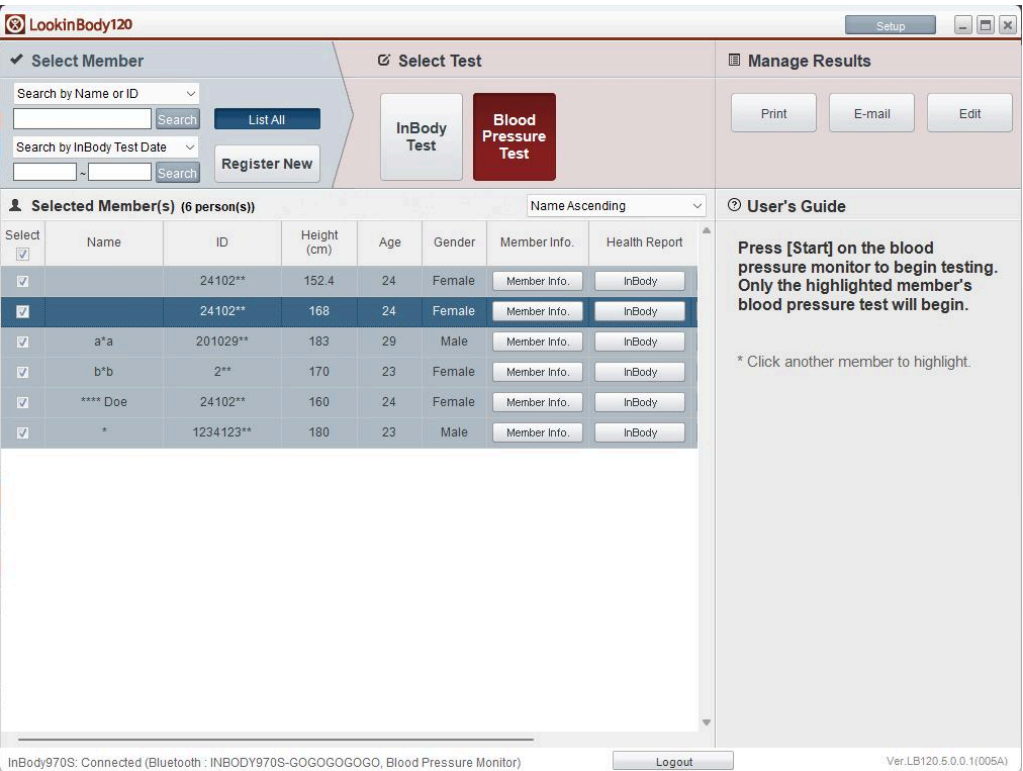 LookinBody120
Setup
Select Member
Select Test
Manage Results
Search by Name or ID
Search
List All
Search by InBody Test Date
~
Search
Register New
InBody
Test
Blood
Pressure
Test
Print
E-mail
Edit
Selected Member(s) (6 person(s))
Name Ascending
User's Guide
Select Name ID Height (cm) Age Gender Member Info. Health Report
24102** 152.4 24 Female Member Info. InBody
24102** 168 24 Female Member Info. InBody
a*a 201029** 183 29 Male Member Info. InBody
b*b 2** 170 23 Female Member Info. InBody
**** Doe 24102** 160 24 Female Member Info. InBody
* 1234123** 180 23 Male Member Info. InBody
Press [Start] on the blood
pressure monitor to begin testing.
Only the highlighted member's
blood pressure test will begin.
* Click another member to highlight.
InBody970S: Connected (Bluetooth : INBODY970S-GOGOGOGOGO, Blood Pressure Monitor)
Logout
Ver.LB120.5.0.0.1(005A)